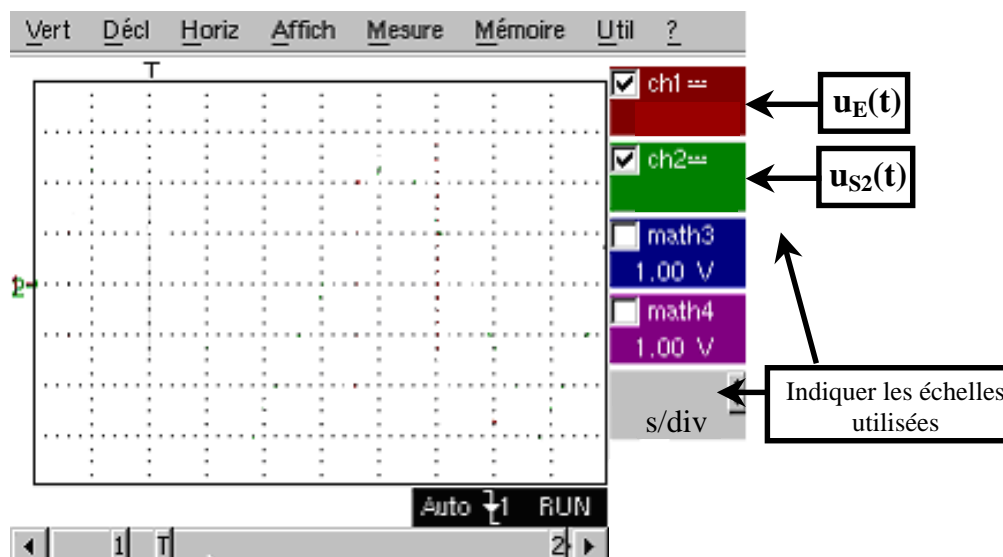 Vert Décl Horiz Affich Mesure Mémoire Util ?
T
ch1
uE(t)
ch2
uS2(t)
math3
1.00 V
2
math4
1.00 V
Indiquer les échelles
utilisées
s/div
Auto 1 RUN
1 T 2